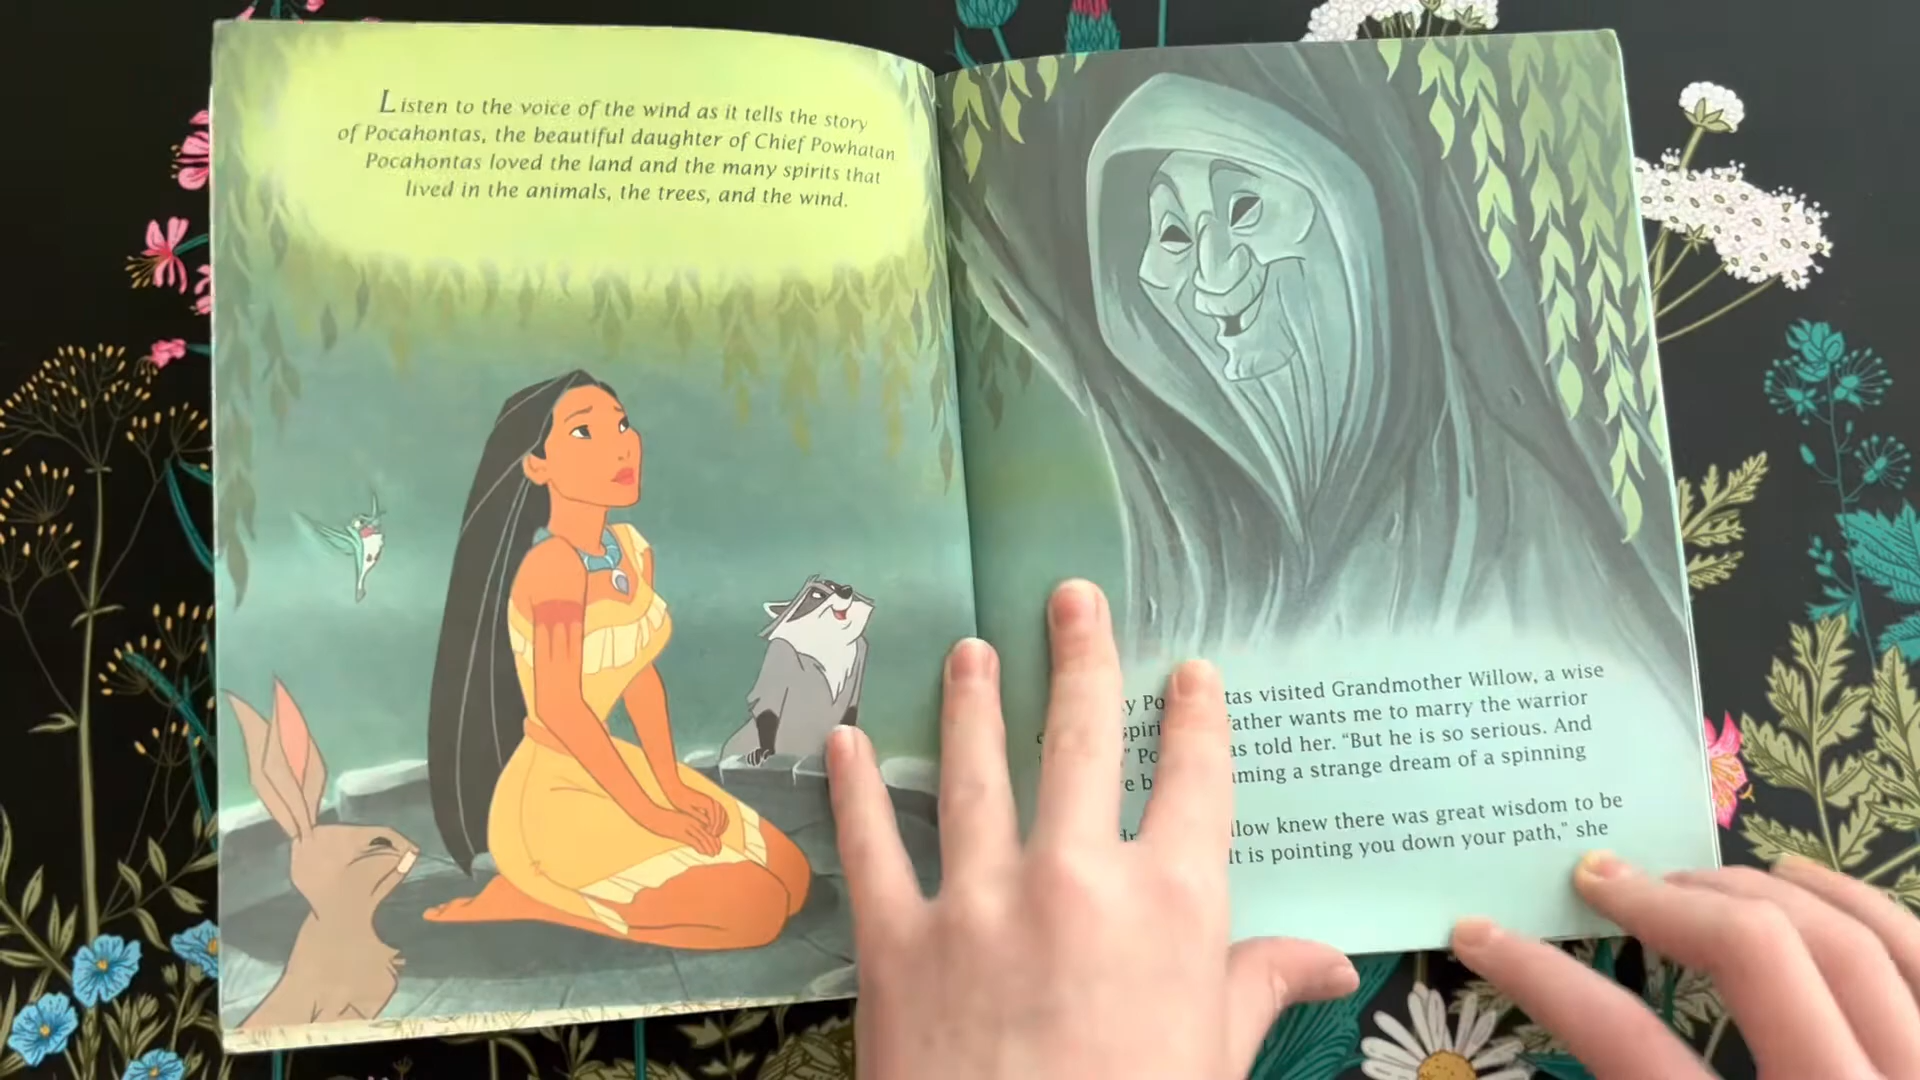 Listen to the voice of the wind as it tells the story
of Pocahontas, the beautiful daughter of Chief Powhatan
Pocahontas loved the land and the many spirits that
lived in the animals, the trees, and the wind.
tas visited Grandmother Willow, a wise
spiri father wants me to marry the warrior
" Po as told her. "But he is so serious. And
e b aming a strange dream of a spinning
llow knew there was great wisdom to be
It is pointing you down your path," she